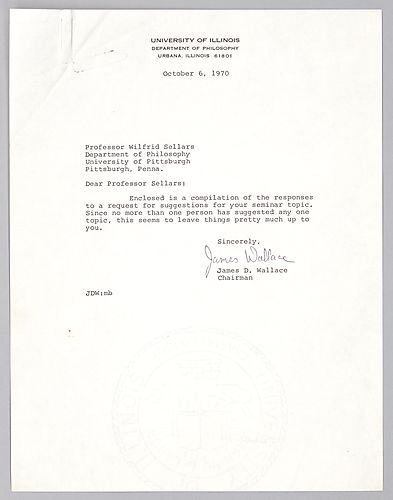 UNIVERSITY OF ILLINOIS
DEPARTMENT OF PHILOSOPHY
URBANA, ILLINOIS 61801
October 6, 1970
Professor Wilfrid Sellars
Department of Philosophy
University of Pittsburgh
Pittsburgh, Penna.
Dear Professor Sellars:
Enclosed is a compilation of the responses
to a request for suggestions for your seminar topic.
Since no more than one person has suggested any one
topic, this seems to leave things pretty much up to
you.
Sincerely,
James Wallace
James D. Wallace
Chairman
JDW:mb